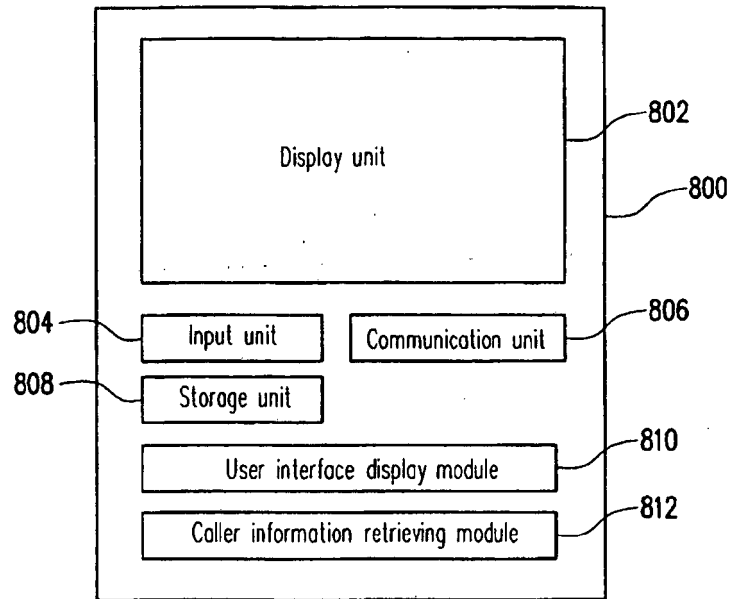 Display unit
802
800
804
Input unit
Communication unit
806
808
Storage unit
User interface display module
810
Caller information retrieving module
812